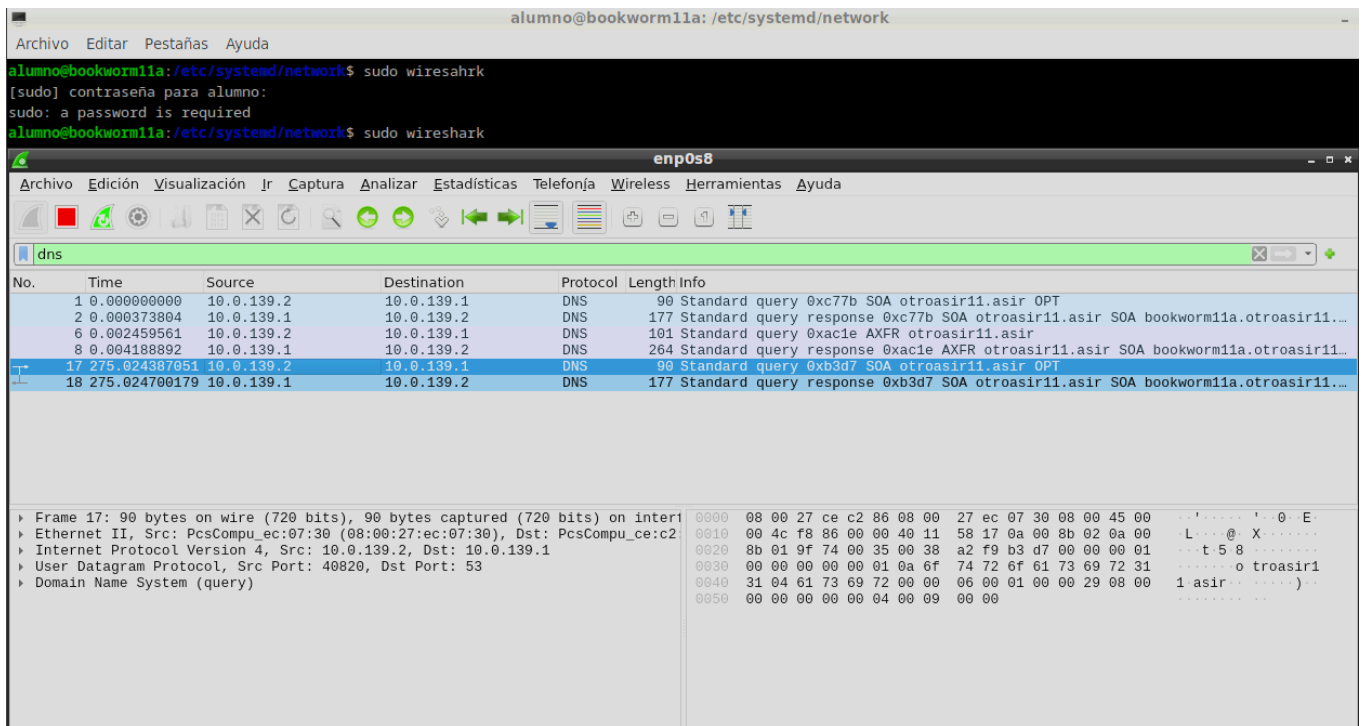 alumno@bookworm11a: /etc/systemd/network
Archivo Editar Pestañas Ayuda
alumno@bookworm11a:/etc/systemd/network$ sudo wiresahrk
[sudo] contraseña para alumno:
sudo: a password is required
alumno@bookworm11a:/etc/systemd/network$ sudo wireshark
enp0s8
Archivo Edición Visualización Ir Captura Analizar Estadísticas Telefonía Wireless Herramientas Ayuda
dns
No. Time Source Destination Protocol Length Info
1 0.000000000 10.0.139.2 10.0.139.1 DNS 90 Standard query 0xc77b SOA otroasir11.asir OPT
2 0.000373804 10.0.139.1 10.0.139.2 DNS 177 Standard query response 0xc77b SOA otroasir11.asir SOA bookworm11a.otroasir11.…
6 0.002459561 10.0.139.2 10.0.139.1 DNS 101 Standard query 0xac1e AXFR otroasir11.asir
8 0.004188892 10.0.139.1 10.0.139.2 DNS 264 Standard query response 0xac1e AXFR otroasir11.asir SOA bookworm11a.otroasir11…
17 275.024387051 10.0.139.2 10.0.139.1 DNS 90 Standard query 0xb3d7 SOA otroasir11.asir OPT
18 275.024700179 10.0.139.1 10.0.139.2 DNS 177 Standard query response 0xb3d7 SOA otroasir11.asir SOA bookworm11a.otroasir11.…
Frame 17: 90 bytes on wire (720 bits), 90 bytes captured (720 bits) on interf
Ethernet II, Src: PcsCompu_ec:07:30 (08:00:27:ec:07:30), Dst: PcsCompu_ce:c2:
Internet Protocol Version 4, Src: 10.0.139.2, Dst: 10.0.139.1
User Datagram Protocol, Src Port: 40820, Dst Port: 53
Domain Name System (query)
0000 08 00 27 ce c2 86 08 00 27 ec 07 30 08 00 45 00 ··'····· '··0··E·
0010 00 4c f8 86 00 00 40 11 58 17 0a 00 8b 02 0a 00 ·L····@· X·······
0020 8b 01 9f 74 00 35 00 38 a2 f9 b3 d7 00 00 00 01 ···t·5·8 ········
0030 00 00 00 00 00 01 0a 6f 74 72 6f 61 73 69 72 31 ·······o troasir1
0040 31 04 61 73 69 72 00 00 06 00 01 00 00 29 08 00 1·asir·· ·····)··
0050 00 00 00 00 00 04 00 09 00 00 ········ ··